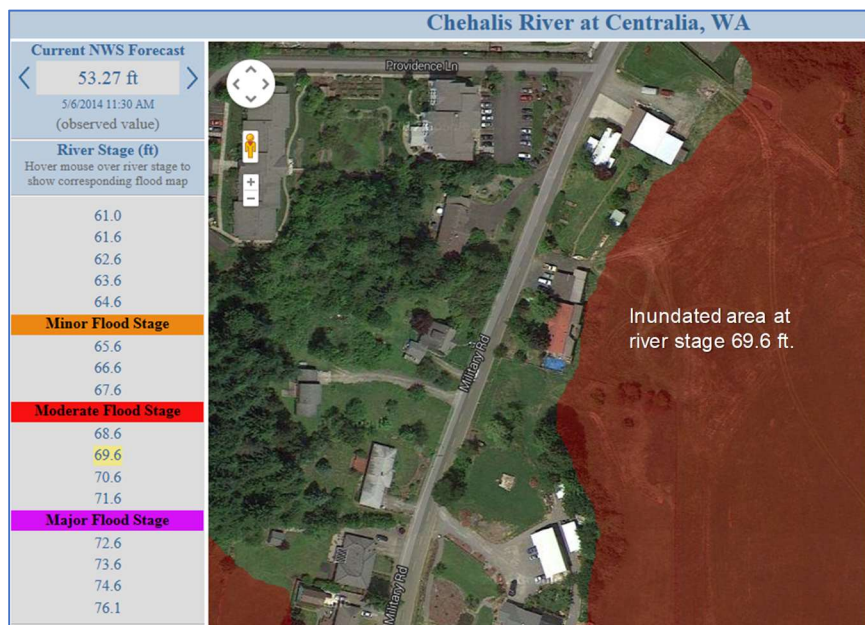 Chehalis River at Centralia, WA
Current NWS Forecast
53.27 ft
5/6/2014 11:30 AM
(observed value)
River Stage (ft)
Hover mouse over river stage to
show corresponding flood map
61.0
61.6
62.6
63.6
64.6
Minor Flood Stage
65.6
66.6
67.6
Moderate Flood Stage
68.6
69.6
70.6
71.6
Major Flood Stage
72.6
73.6
74.6
76.1
Providence Ln
Inundated area at
river stage 69.6 ft.
Military Rd
Military Rd